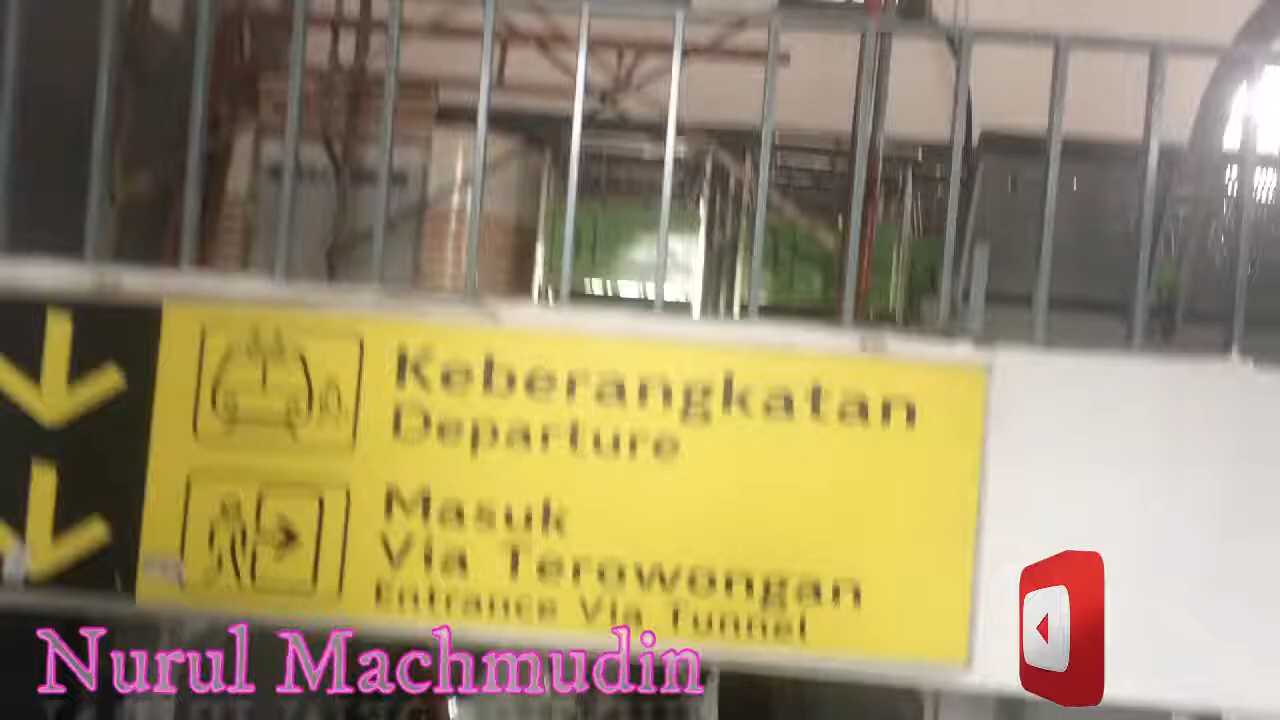 Keberangkatan
Departure
Masuk
Via Terowongan
Entrance Via Tunnel
Nurul Machmudin